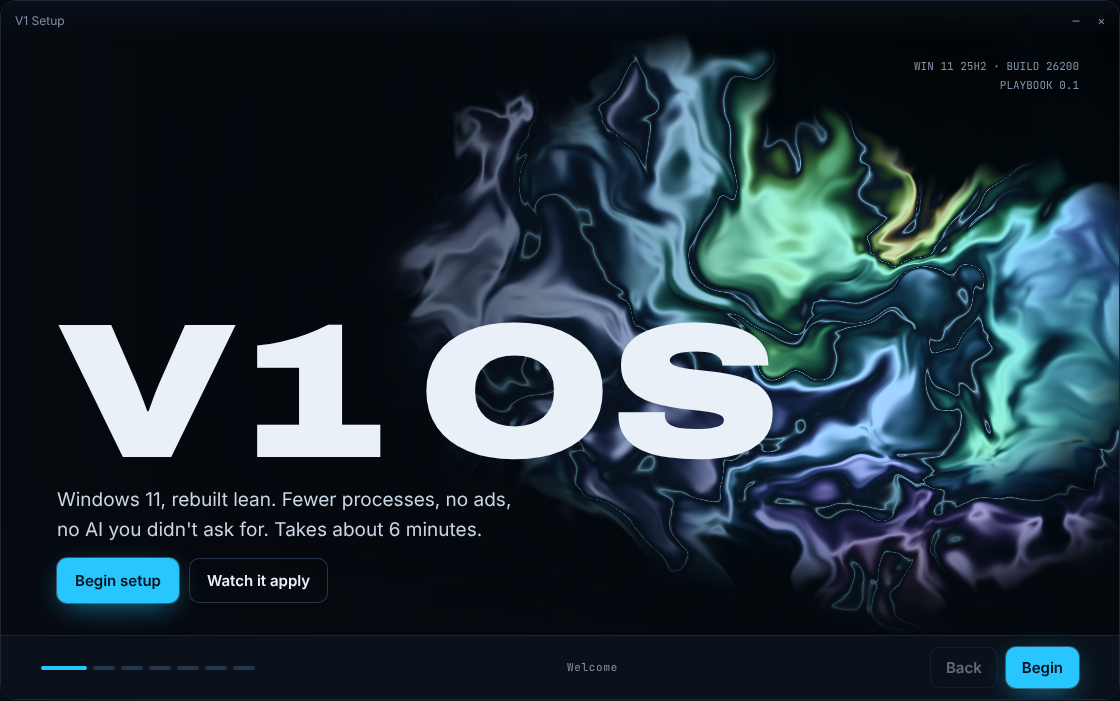 V1 Setup
WIN 11 25H2 · BUILD 26200
PLAYBOOK 0.1
V1 OS
Windows 11, rebuilt lean. Fewer processes, no ads,
no AI you didn't ask for. Takes about 6 minutes.
Begin setup
Watch it apply
Welcome
Back
Begin